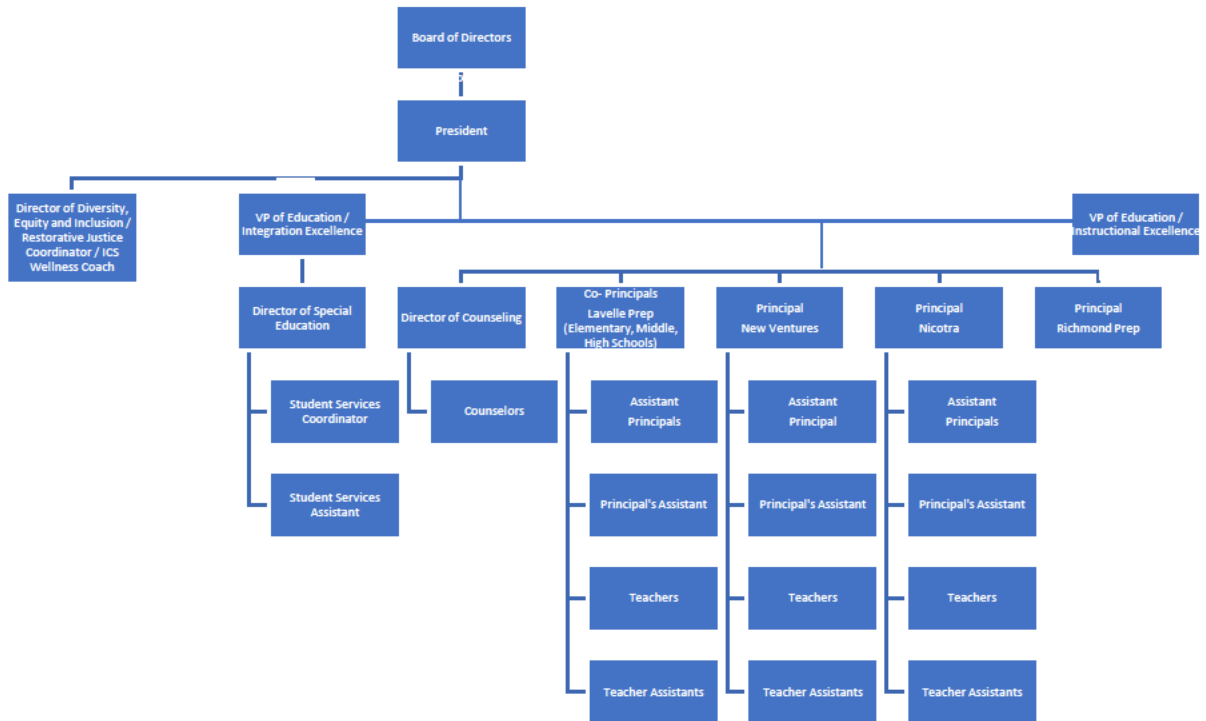 Board of Directors
President
Director of Diversity,
Equity and Inclusion /
Restorative Justice
Coordinator / ICS
Wellness Coach
VP of Education /
Integration Excellence
VP of Education /
Instructional Excellence
Director of Special
Education
Director of Counseling
Co- Principals
Lavelle Prep
(Elementary, Middle,
High Schools)
Principal
New Ventures
Principal
Nicotra
Principal
Richmond Prep
Student Services
Coordinator
Counselors
Assistant
Principals
Assistant
Principal
Assistant
Principals
Student Services
Assistant
Principal's Assistant
Principal's Assistant
Principal's Assistant
Teachers
Teachers
Teachers
Teacher Assistants
Teacher Assistants
Teacher Assistants